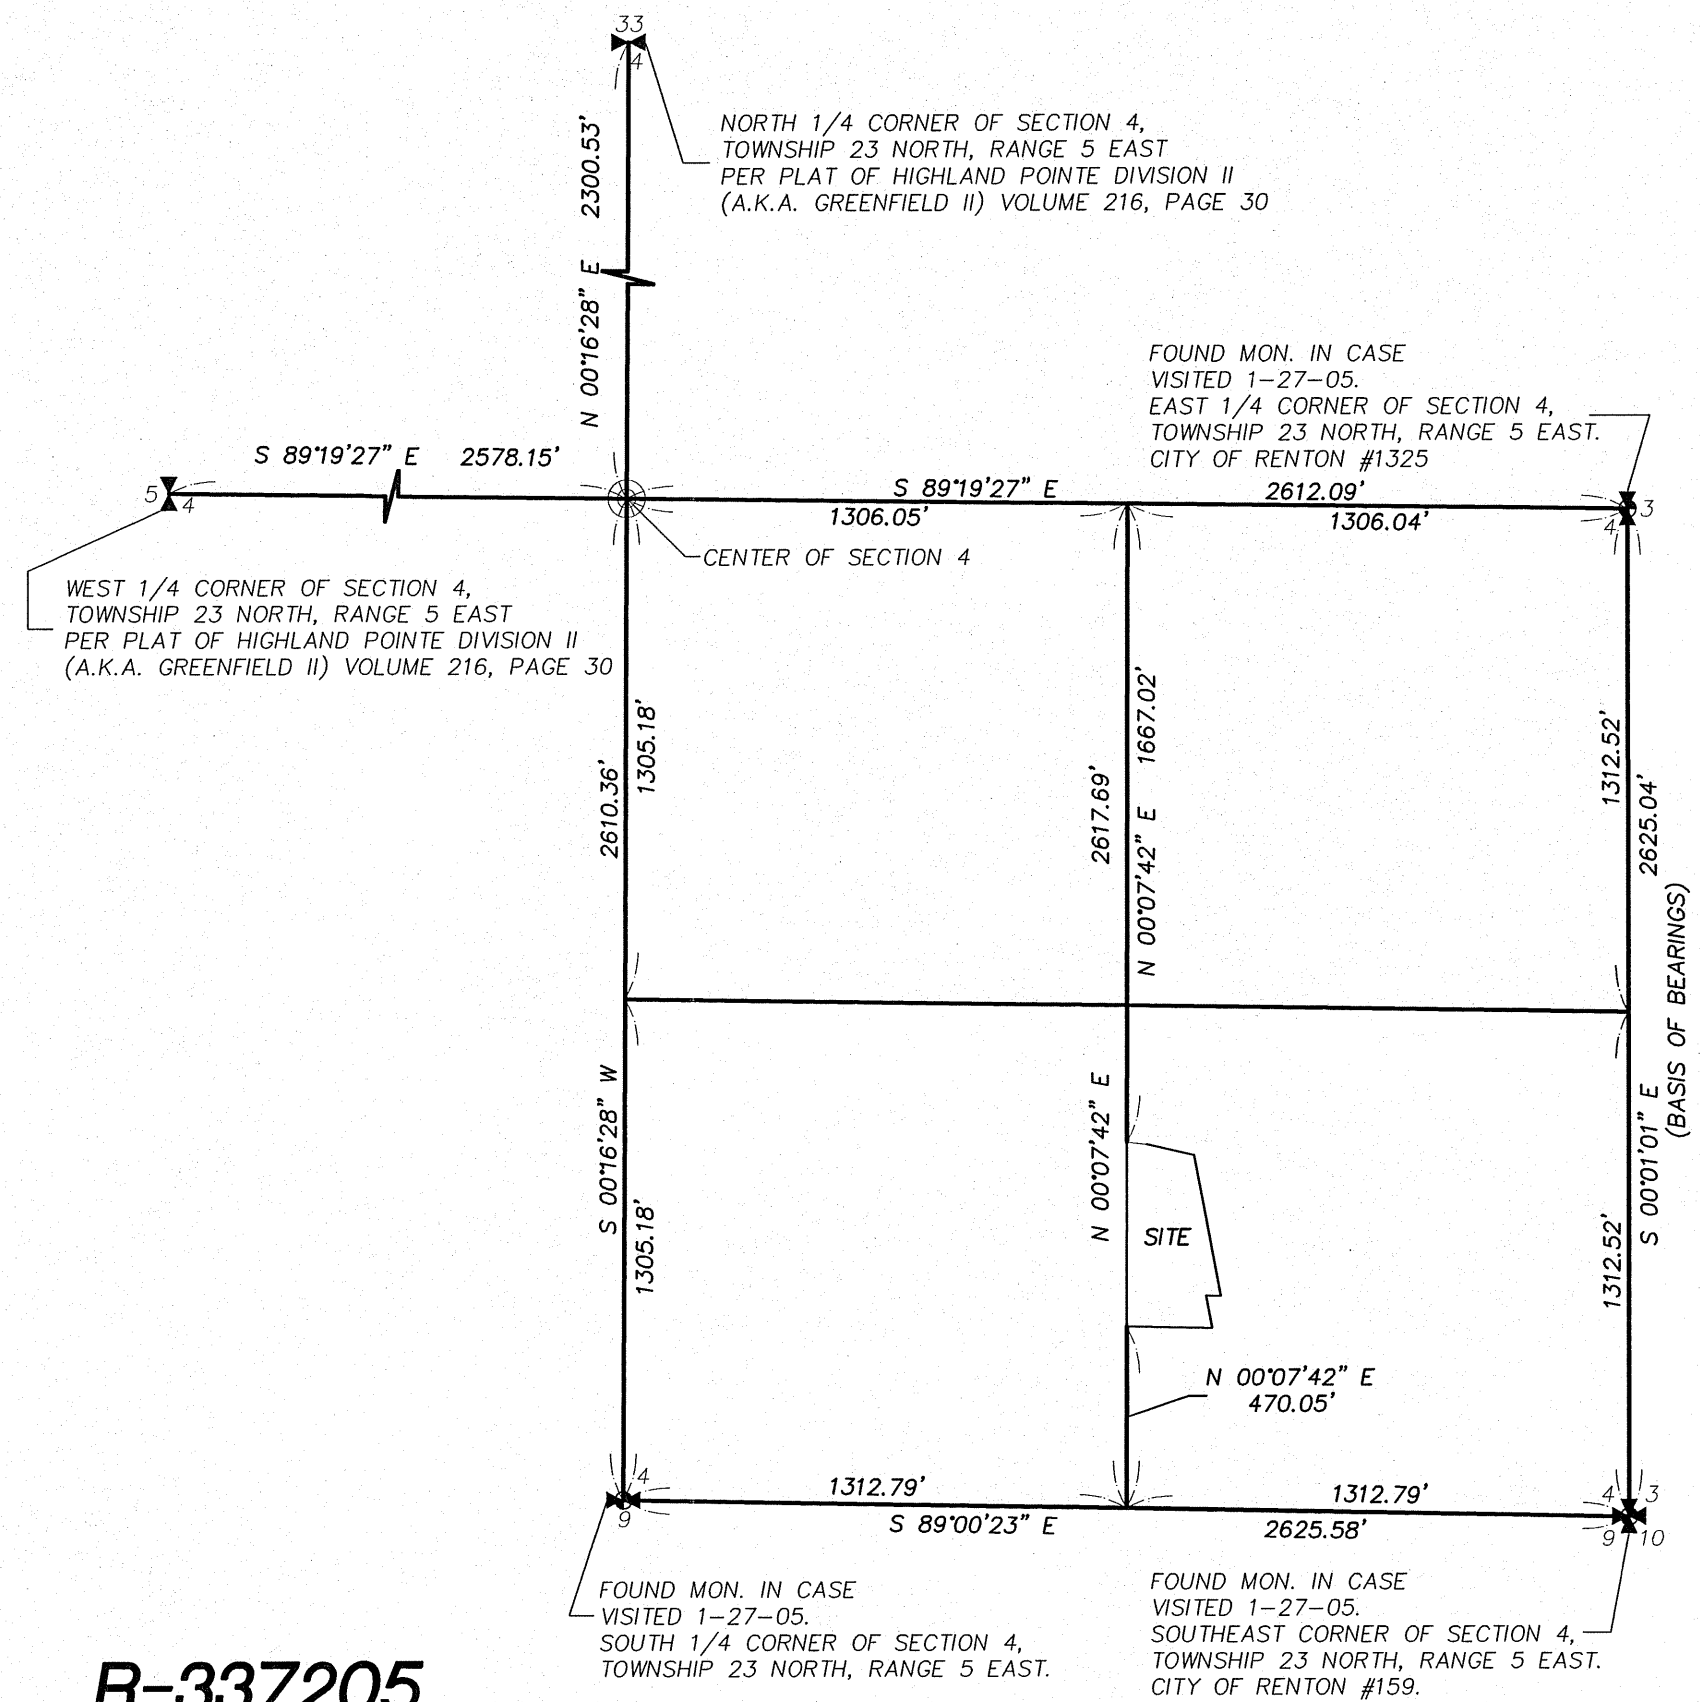 33
4
NORTH 1/4 CORNER OF SECTION 4,
TOWNSHIP 23 NORTH, RANGE 5 EAST
PER PLAT OF HIGHLAND POINTE DIVISION II
(A.K.A. GREENFIELD II) VOLUME 216, PAGE 30
N 00°16'28" E 2300.53'
FOUND MON. IN CASE
VISITED 1-27-05.
EAST 1/4 CORNER OF SECTION 4,
TOWNSHIP 23 NORTH, RANGE 5 EAST.
CITY OF RENTON #1325
S 89°19'27" E 2578.15'
5
4
S 89°19'27" E 2612.09'
1306.05'
1306.04'
3
4
CENTER OF SECTION 4
WEST 1/4 CORNER OF SECTION 4,
TOWNSHIP 23 NORTH, RANGE 5 EAST
PER PLAT OF HIGHLAND POINTE DIVISION II
(A.K.A. GREENFIELD II) VOLUME 216, PAGE 30
1305.18'
2610.36'
2617.69'
N 00°07'42" E 1667.02'
1312.52'
2625.04'
(BASIS OF BEARINGS)
S 00°16'28" W
1305.18'
N 00°07'42" E
SITE
S 00°01'01" E
1312.52'
N 00°07'42" E
470.05'
4
9
1312.79'
S 89°00'23" E
1312.79'
2625.58'
4
3
9
10
FOUND MON. IN CASE
VISITED 1-27-05.
SOUTH 1/4 CORNER OF SECTION 4,
TOWNSHIP 23 NORTH, RANGE 5 EAST.
FOUND MON. IN CASE
VISITED 1-27-05.
SOUTHEAST CORNER OF SECTION 4,
TOWNSHIP 23 NORTH, RANGE 5 EAST.
CITY OF RENTON #159.
R-337205